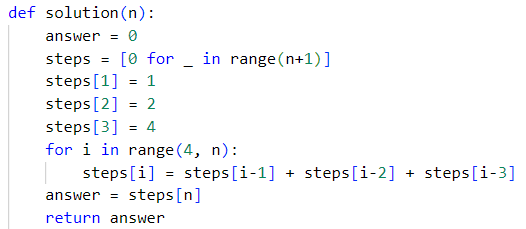 def solution(n):
    answer = 0
    steps = [0 for _ in range(n+1)]
    steps[1] = 1
    steps[2] = 2
    steps[3] = 4
    for i in range(4, n):
        steps[i] = steps[i-1] + steps[i-2] + steps[i-3]
    answer = steps[n]
    return answer